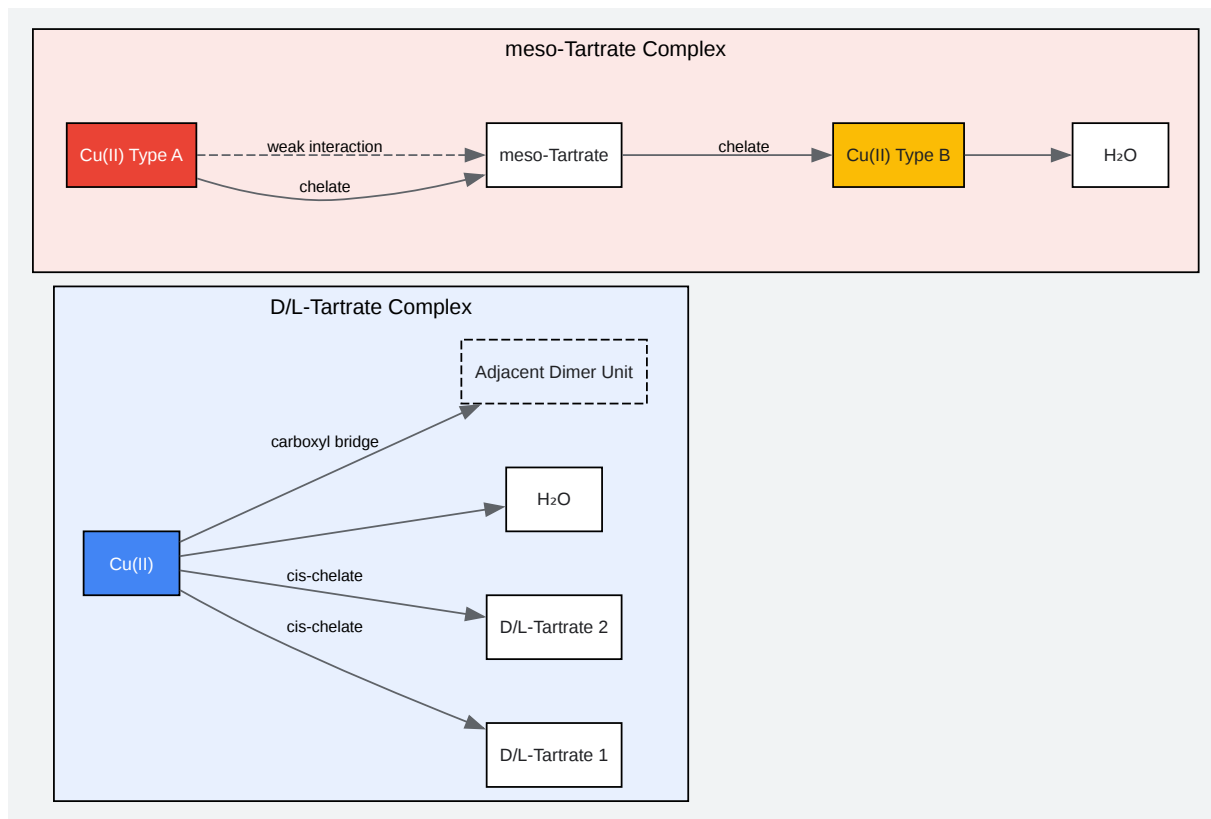 meso-Tartrate Complex
Cu(II) Type A
weak interaction
chelate
meso-Tartrate
chelate
Cu(II) Type B
H₂O
D/L-Tartrate Complex
Adjacent Dimer Unit
carboxyl bridge
H₂O
Cu(II)
cis-chelate
D/L-Tartrate 2
cis-chelate
D/L-Tartrate 1